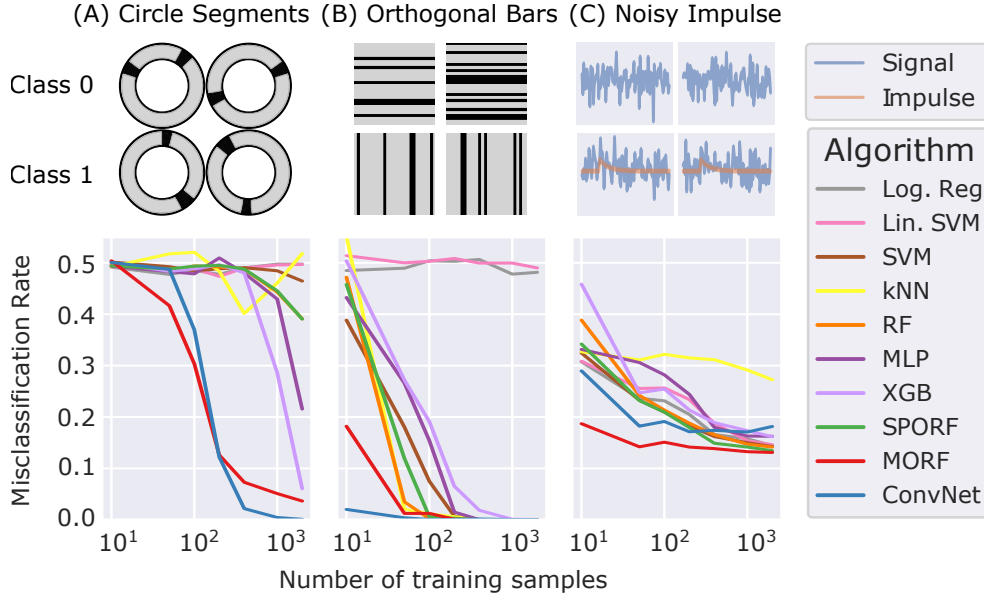 (A) Circle Segments (B) Orthogonal Bars (C) Noisy Impulse
Class 0
Class 1
Signal
Impulse
Algorithm
Log. Reg
Lin. SVM
SVM
kNN
RF
MLP
XGB
SPORF
MORF
ConvNet
Misclassification Rate
0.5
0.4
0.3
0.2
0.1
0.0
10¹ 10² 10³ 10¹ 10² 10³ 10¹ 10² 10³
Number of training samples